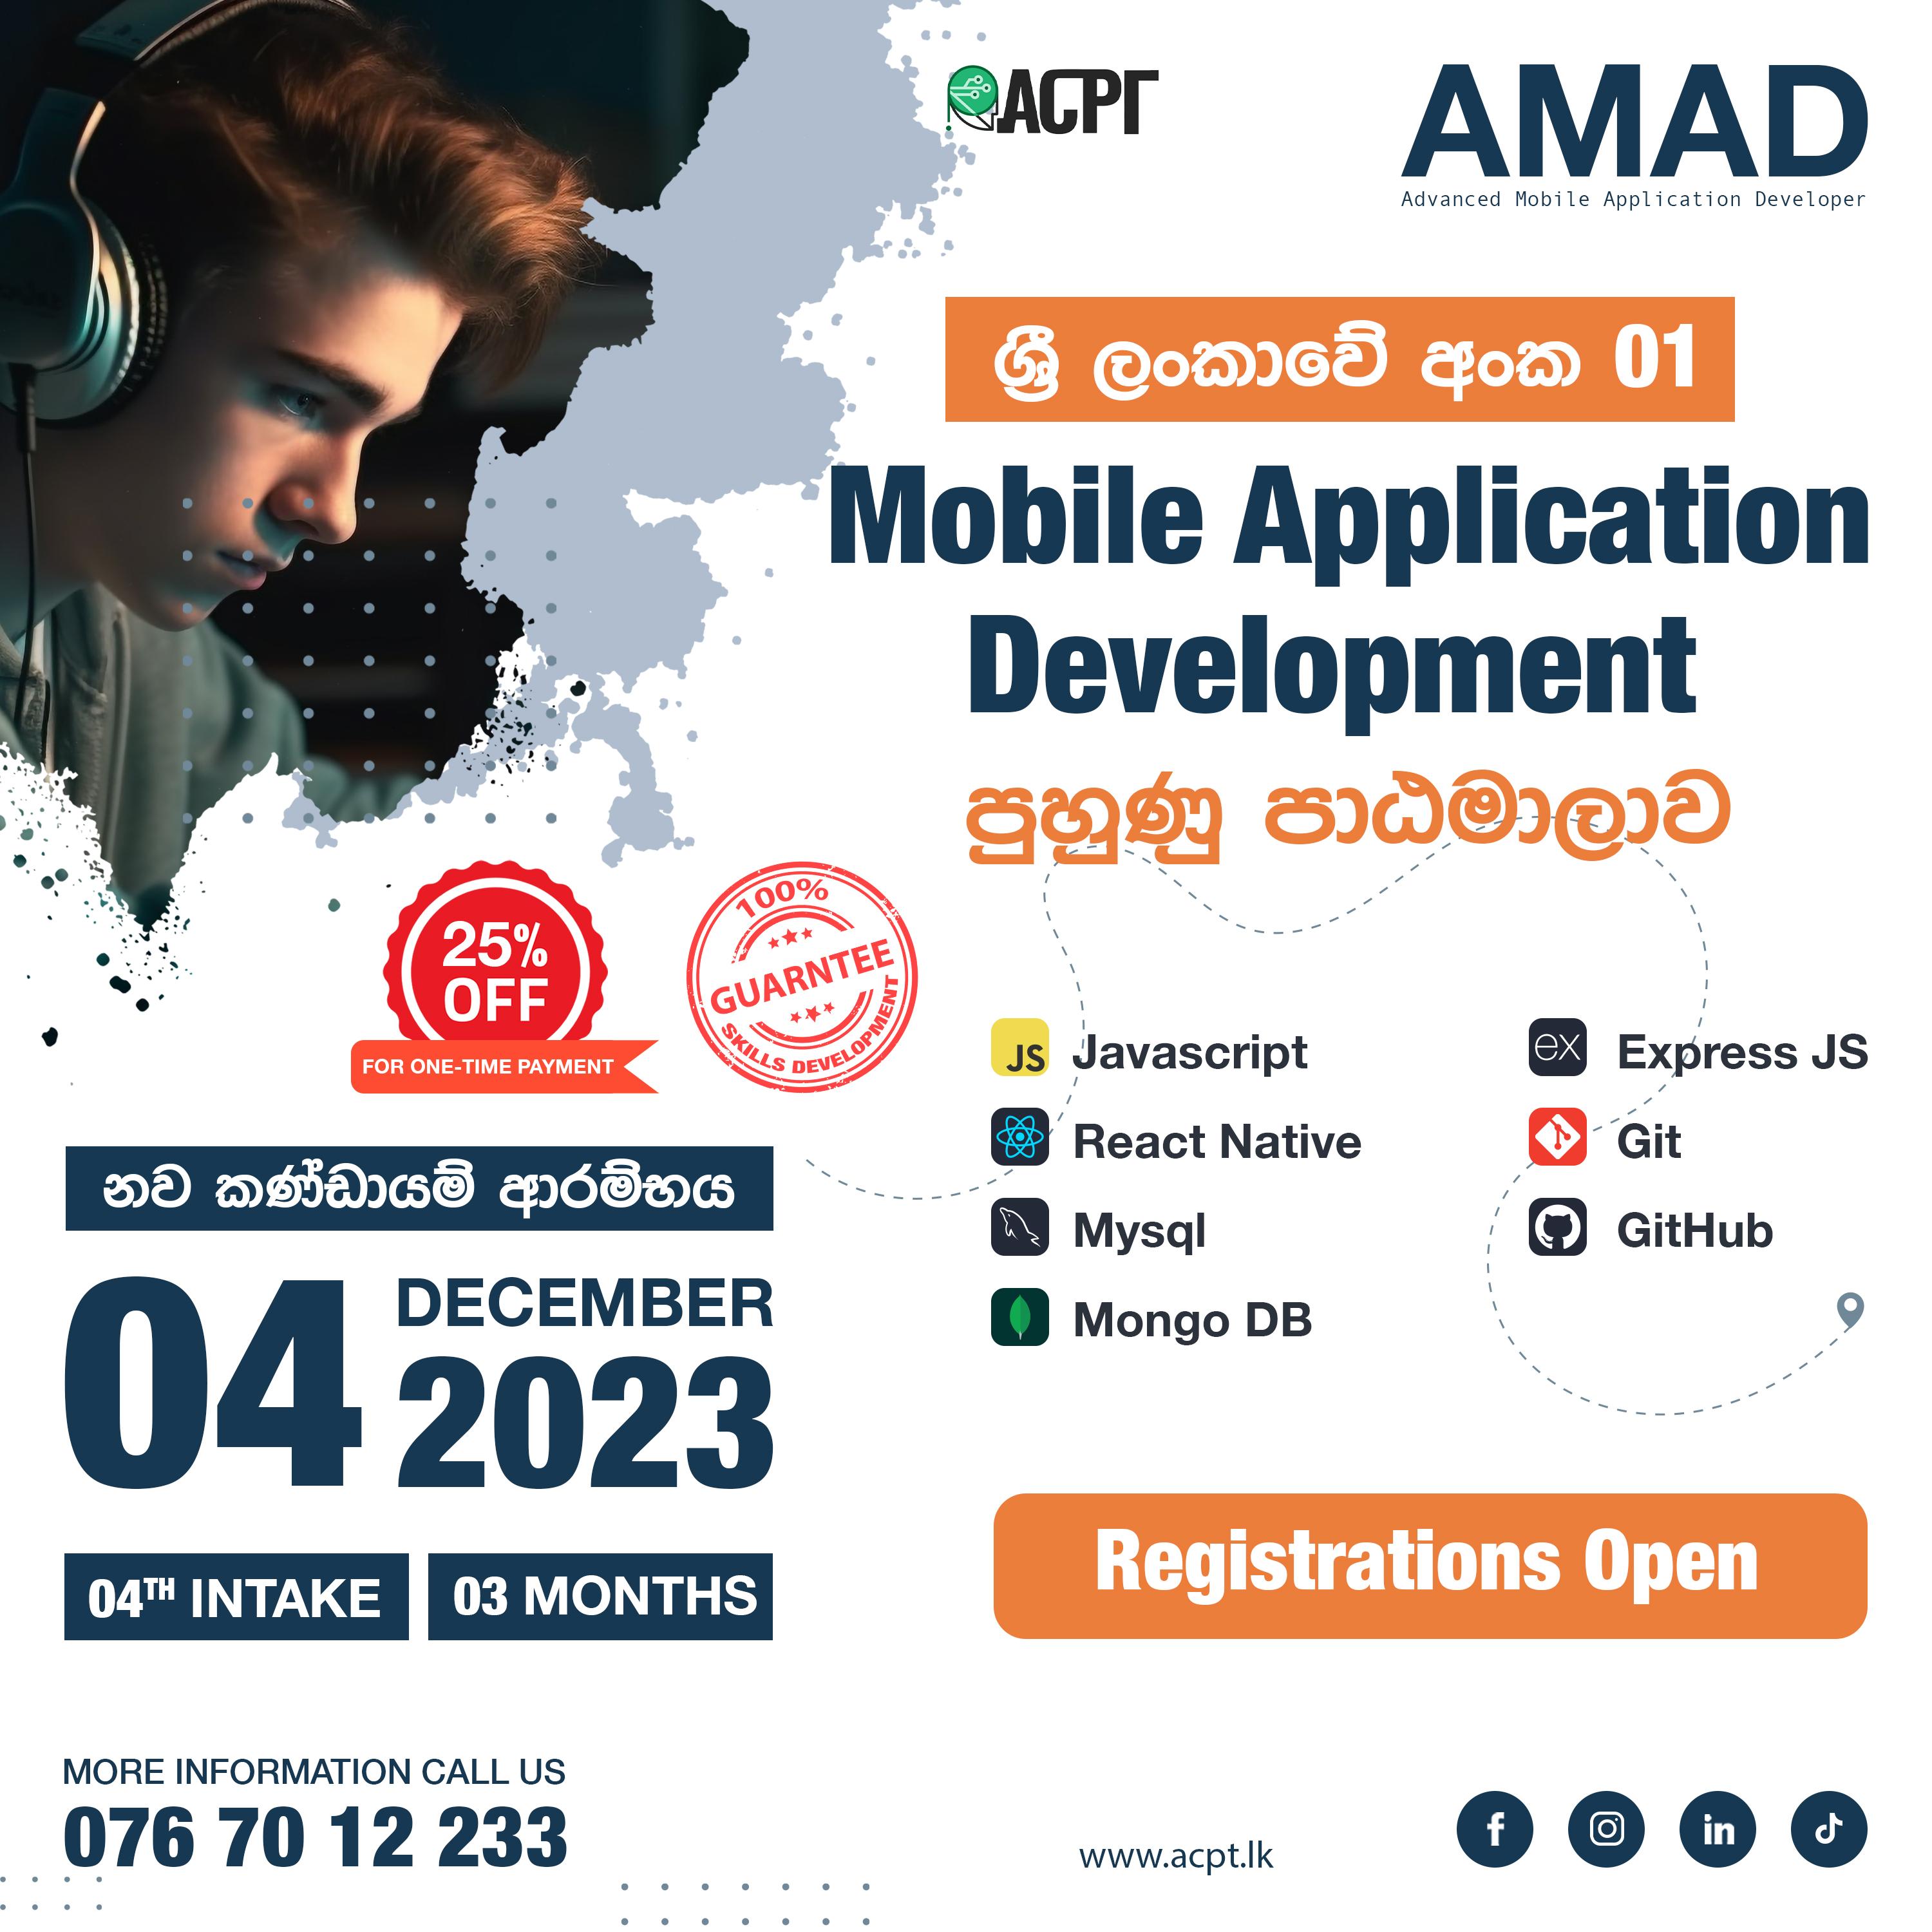 ACPT
AMAD
Advanced Mobile Application Developer
ශ්‍රී ලංකාවේ අංක 01
Mobile Application
Development
පුහුණු පාඨමාලාව
25%
OFF
FOR ONE-TIME PAYMENT
100%
GUARNTEE
SKILLS DEVELOPMENT
JS Javascript
React Native
Mysql
Mongo DB
ex Express JS
Git
GitHub
නව කණ්ඩායම් ආරම්භය
04 DECEMBER
2023
04TH INTAKE
03 MONTHS
Registrations Open
MORE INFORMATION CALL US
076 70 12 233
www.acpt.lk